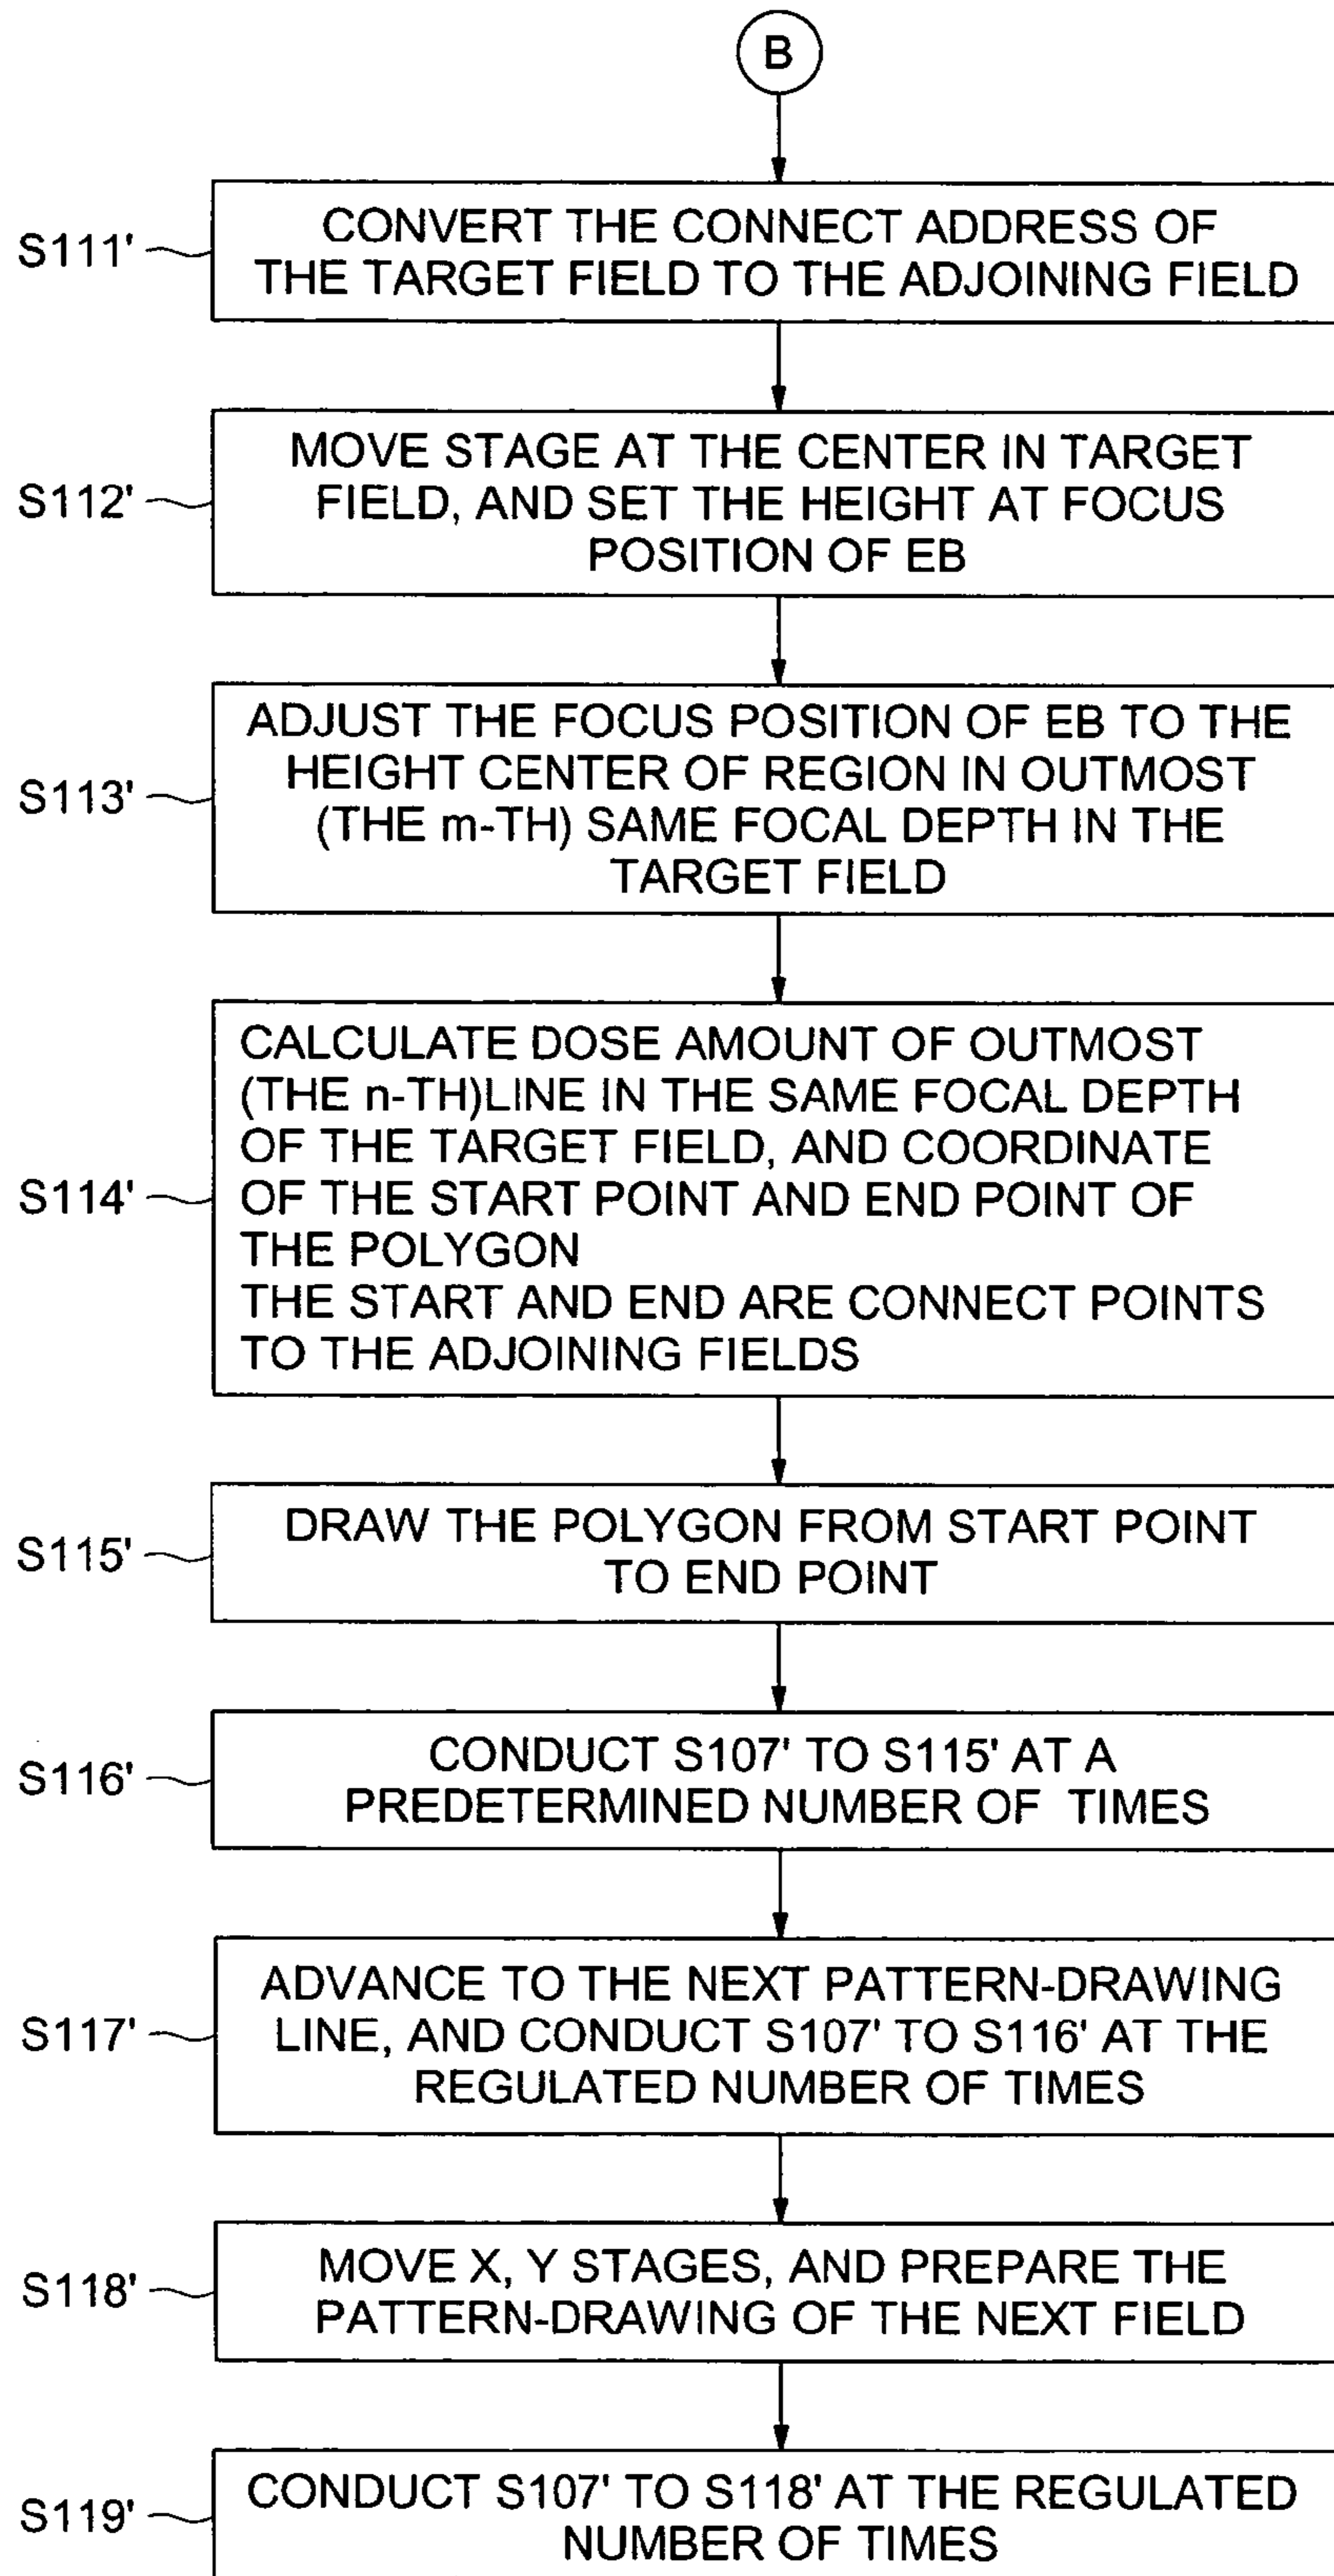 B
S111'
CONVERT THE CONNECT ADDRESS OF
THE TARGET FIELD TO THE ADJOINING FIELD
S112'
MOVE STAGE AT THE CENTER IN TARGET
FIELD, AND SET THE HEIGHT AT FOCUS
POSITION OF EB
S113'
ADJUST THE FOCUS POSITION OF EB TO THE
HEIGHT CENTER OF REGION IN OUTMOST
(THE m-TH) SAME FOCAL DEPTH IN THE
TARGET FIELD
S114'
CALCULATE DOSE AMOUNT OF OUTMOST
(THE n-TH)LINE IN THE SAME FOCAL DEPTH
OF THE TARGET FIELD, AND COORDINATE
OF THE START POINT AND END POINT OF
THE POLYGON
THE START AND END ARE CONNECT POINTS
TO THE ADJOINING FIELDS
S115'
DRAW THE POLYGON FROM START POINT
TO END POINT
S116'
CONDUCT S107' TO S115' AT A
PREDETERMINED NUMBER OF TIMES
S117'
ADVANCE TO THE NEXT PATTERN-DRAWING
LINE, AND CONDUCT S107' TO S116' AT THE
REGULATED NUMBER OF TIMES
S118'
MOVE X, Y STAGES, AND PREPARE THE
PATTERN-DRAWING OF THE NEXT FIELD
S119'
CONDUCT S107' TO S118' AT THE REGULATED
NUMBER OF TIMES